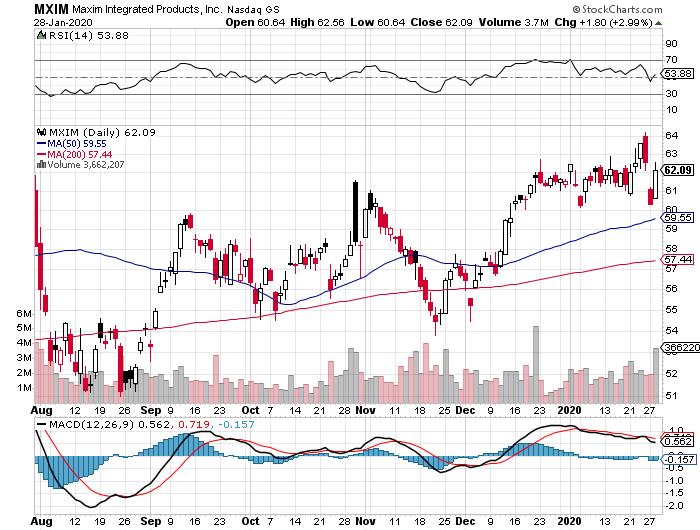 MXIM Maxim Integrated Products, Inc. Nasdaq GS © StockCharts.com
28-Jan-2020 Open 60.64 High 62.56 Low 60.64 Close 62.09 Volume 3.7M Chg +1.80 (+2.99%)
RSI(14) 53.88
90
70
53.88
30
10
MXIM (Daily) 62.09
MA(50) 59.55
MA(200) 57.44
Volume 3,662,207
64
63
62.09
61
60
59.55
59
58
57.44
57
56
55
54
366220
52
51
6M
5M
4M
3M
2M
1M
Aug 12 19 26 Sep 9 16 23 Oct 7 14 21 28 Nov 11 18 25 Dec 9 16 23 2020 13 21 27
MACD(12,26,9) 0.562, 0.719, -0.157
1.0
0.562
-0.157
-0.5
-1.0
-1.5
-2.0
Aug 12 19 26 Sep 9 16 23 Oct 7 14 21 28 Nov 11 18 25 Dec 9 16 23 2020 13 21 27